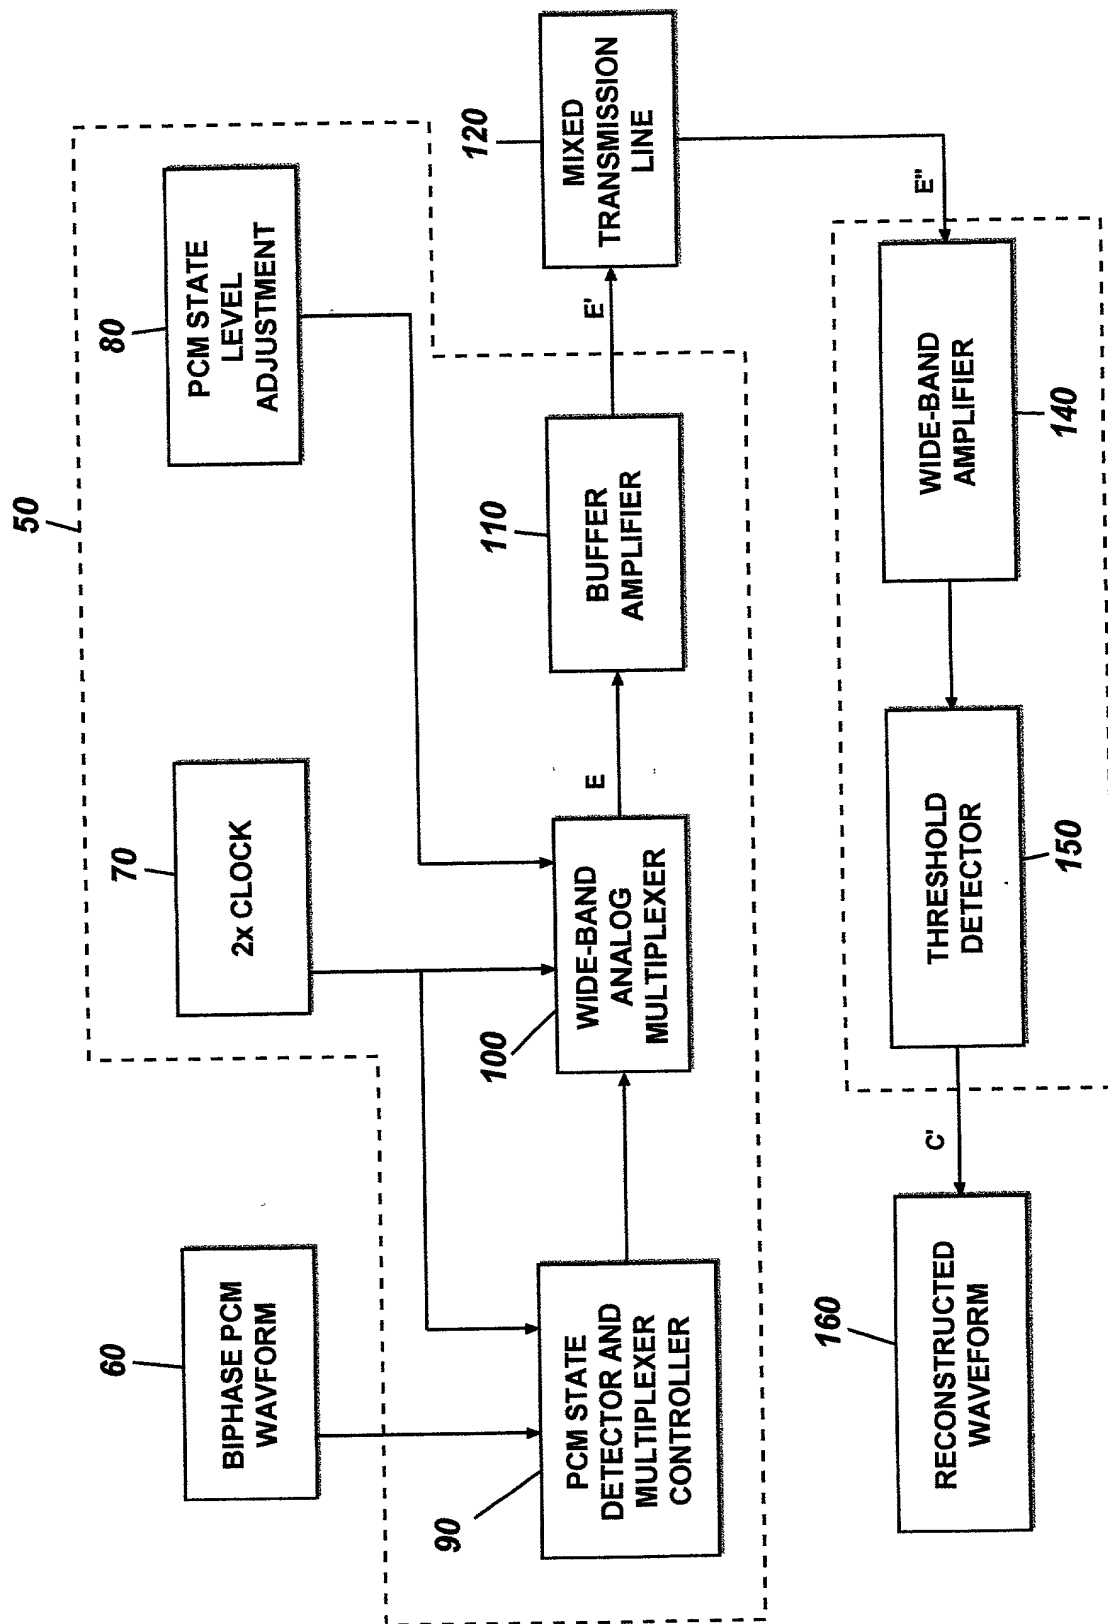 50
60
BIPHASE PCM
WAVFORM
70
2x CLOCK
80
PCM STATE
LEVEL
ADJUSTMENT
90
PCM STATE
DETECTOR AND
MULTIPLEXER
CONTROLLER
100
WIDE-BAND
ANALOG
MULTIPLEXER
E
110
BUFFER
AMPLIFIER
E'
120
MIXED
TRANSMISSION
LINE
E"
160
RECONSTRUCTED
WAVEFORM
C'
THRESHOLD
DETECTOR
150
WIDE-BAND
AMPLIFIER
140